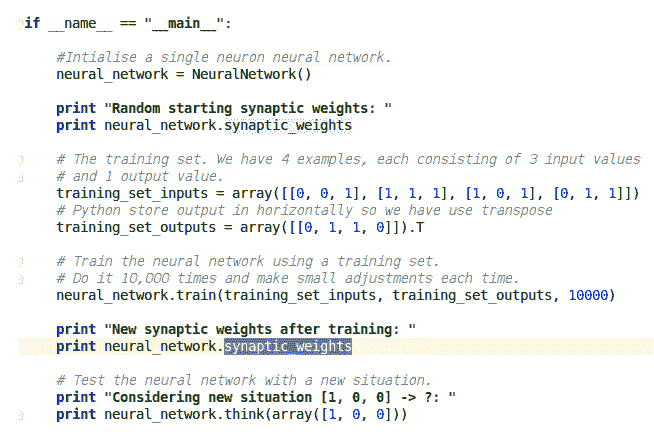 if __name__ == "__main__":
#Intialise a single neuron neural network.
neural_network = NeuralNetwork()
print "Random starting synaptic weights: "
print neural_network.synaptic_weights
# The training set. We have 4 examples, each consisting of 3 input values
# and 1 output value.
training_set_inputs = array([[0, 0, 1], [1, 1, 1], [1, 0, 1], [0, 1, 1]])
# Python store output in horizontally so we have use transpose
training_set_outputs = array([[0, 1, 1, 0]]).T
# Train the neural network using a training set.
# Do it 10,000 times and make small adjustments each time.
neural_network.train(training_set_inputs, training_set_outputs, 10000)
print "New synaptic weights after training: "
print neural_network.synaptic_weights
# Test the neural network with a new situation.
print "Considering new situation [1, 0, 0] -> ?: "
print neural_network.think(array([1, 0, 0]))